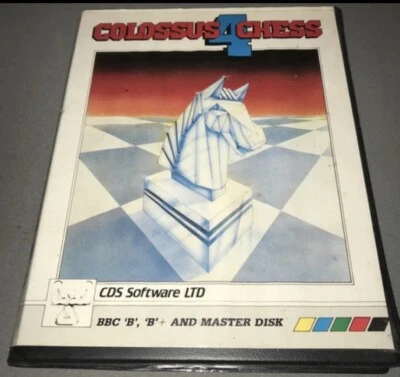 COLOSSUS 4 CHESS
CDS Software LTD
BBC 'B', 'B'+ AND MASTER DISK